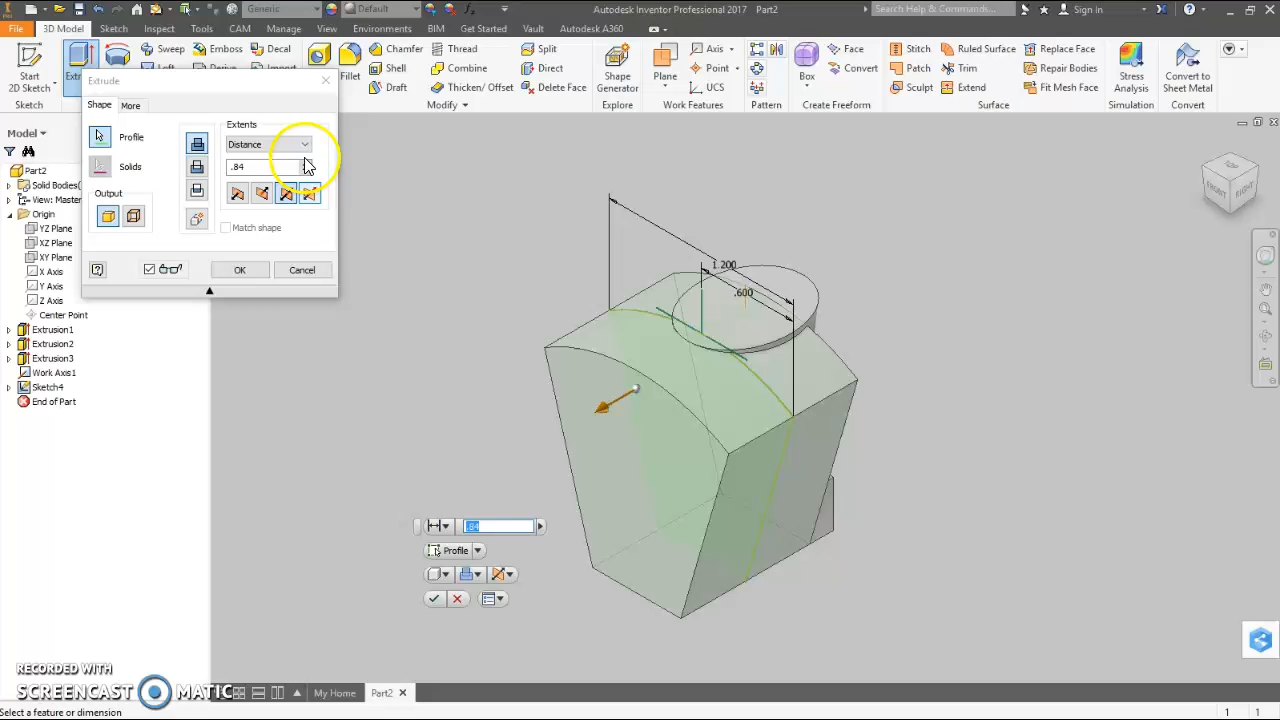 Generic
Default
Autodesk Inventor Professional 2017 Part2
Search Help & Commands...
Sign In
File 3D Model Sketch Inspect Tools Manage View Environments BIM Get Started Vault Autodesk A360
Start
2D Sketch
Sketch
Sweep
Emboss
Decal
Fillet
Chamfer
Shell
Draft
Thread
Combine
Thicken/ Offset
Split
Direct
Delete Face
Modify
Shape
Generator
Explore
Plane
Axis
Point
UCS
Work Features
Pattern
Box
Face
Convert
Create Freeform
Stitch
Patch
Sculpt
Ruled Surface
Trim
Extend
Replace Face
Repair Bodies
Fit Mesh Face
Surface
Stress
Analysis
Simulation
Convert to
Sheet Metal
Convert
Extrude
Shape
More
Profile
Solids
Output
Extents
Distance
.84
Match shape
OK
Cancel
Model
Part2
Solid Bodies(
View: Master
Origin
YZ Plane
XZ Plane
XY Plane
X Axis
Y Axis
Z Axis
Center Point
Extrusion1
Extrusion2
Extrusion3
Work Axis1
Sketch4
End of Part
FRONT
RIGHT
1.200
.600
.84
Profile
RECORDED WITH
SCREENCAST MATIC
My Home
Part2
Select a feature or dimension
1 1